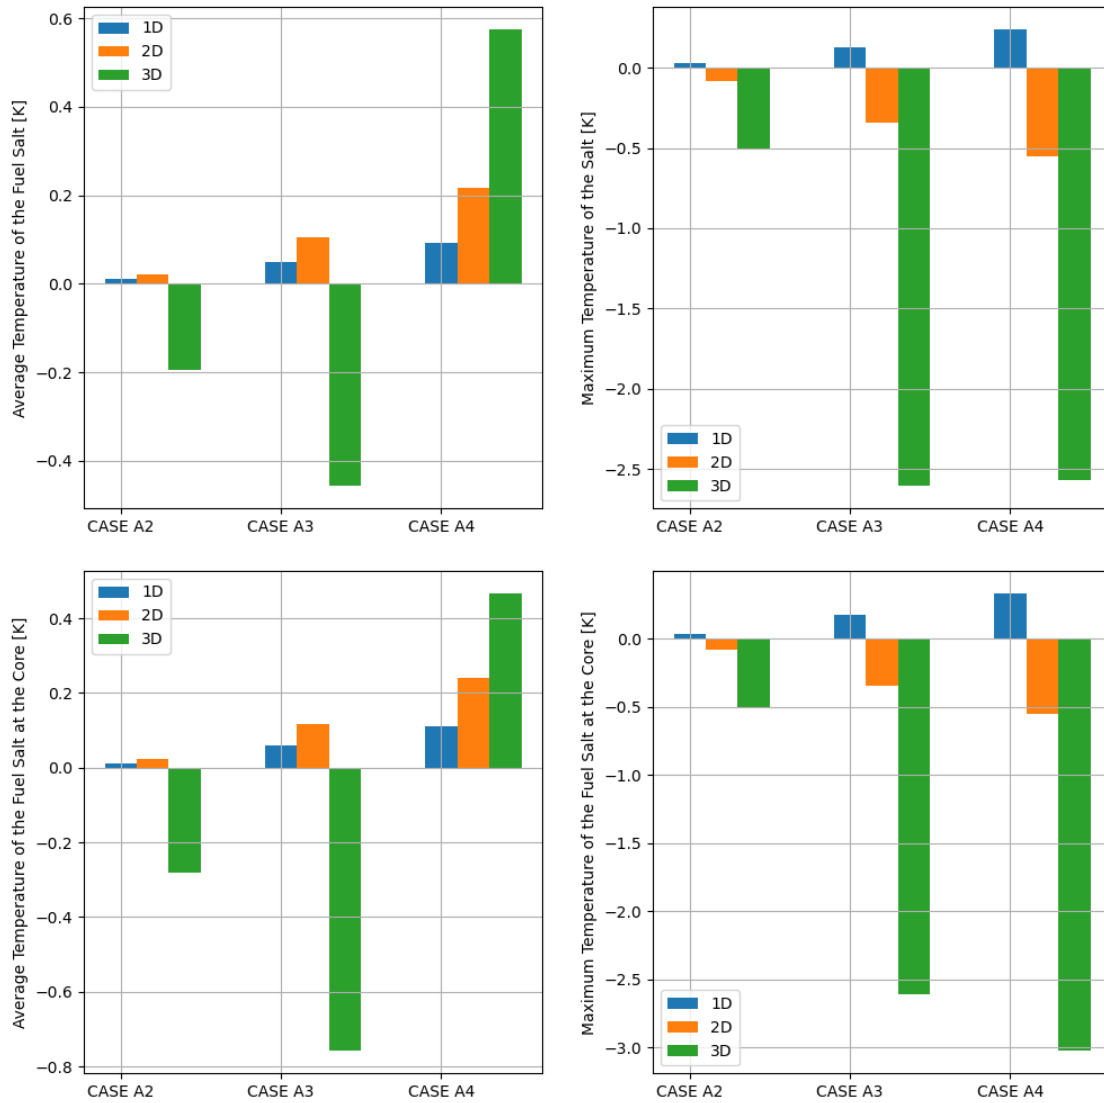 Average Temperature of the Fuel Salt [K]
0.6
0.4
0.2
0.0
−0.2
−0.4
1D
2D
3D
CASE A2 CASE A3 CASE A4
Maximum Temperature of the Salt [K]
0.0
−0.5
−1.0
−1.5
−2.0
−2.5
1D
2D
3D
CASE A2 CASE A3 CASE A4
Average Temperature of the Fuel Salt at the Core [K]
0.4
0.2
0.0
−0.2
−0.4
−0.6
−0.8
1D
2D
3D
CASE A2 CASE A3 CASE A4
Maximum Temperature of the Fuel Salt at the Core [K]
0.0
−0.5
−1.0
−1.5
−2.0
−2.5
−3.0
1D
2D
3D
CASE A2 CASE A3 CASE A4